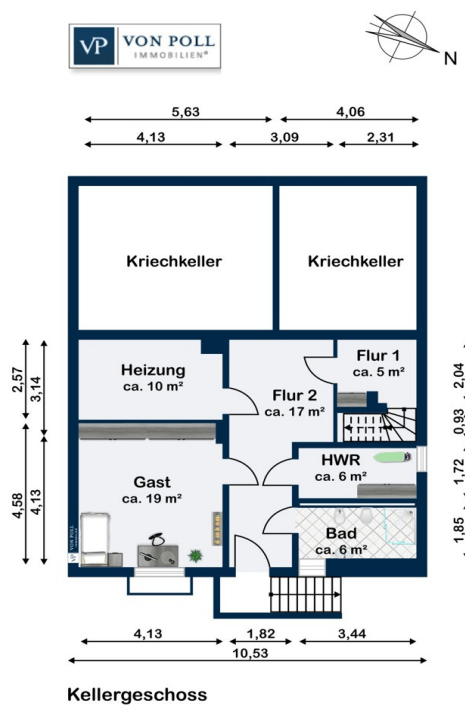 VP VON POLL
IMMOBILIEN®
N
5,63 4,06
4,13 3,09 2,31
Kriechkeller Kriechkeller
Heizung
ca. 10 m²
Flur 2
ca. 17 m²
Flur 1
ca. 5 m²
HWR
ca. 6 m²
Gast
ca. 19 m²
Bad
ca. 6 m²
2,57
3,14
4,58
4,13
2,04
0,93
1,72
1,85
VP VON POLL
4,13 1,82 3,44
10,53
Kellergeschoss